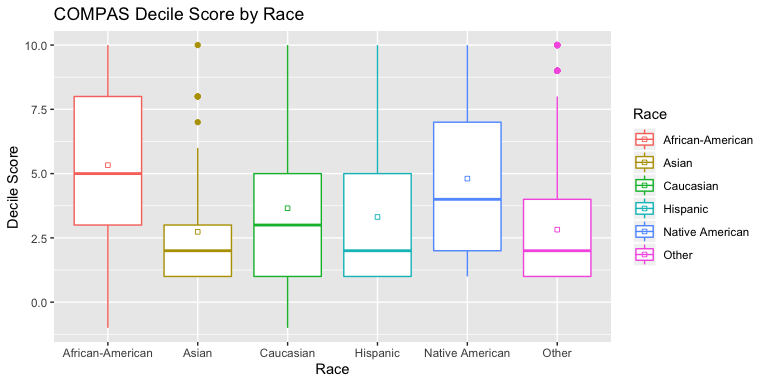 COMPAS Decile Score by Race
Decile Score
10.0
7.5
5.0
2.5
0.0
African-American
Asian
Caucasian
Hispanic
Native American
Other
Race
Race
African-American
Asian
Caucasian
Hispanic
Native American
Other